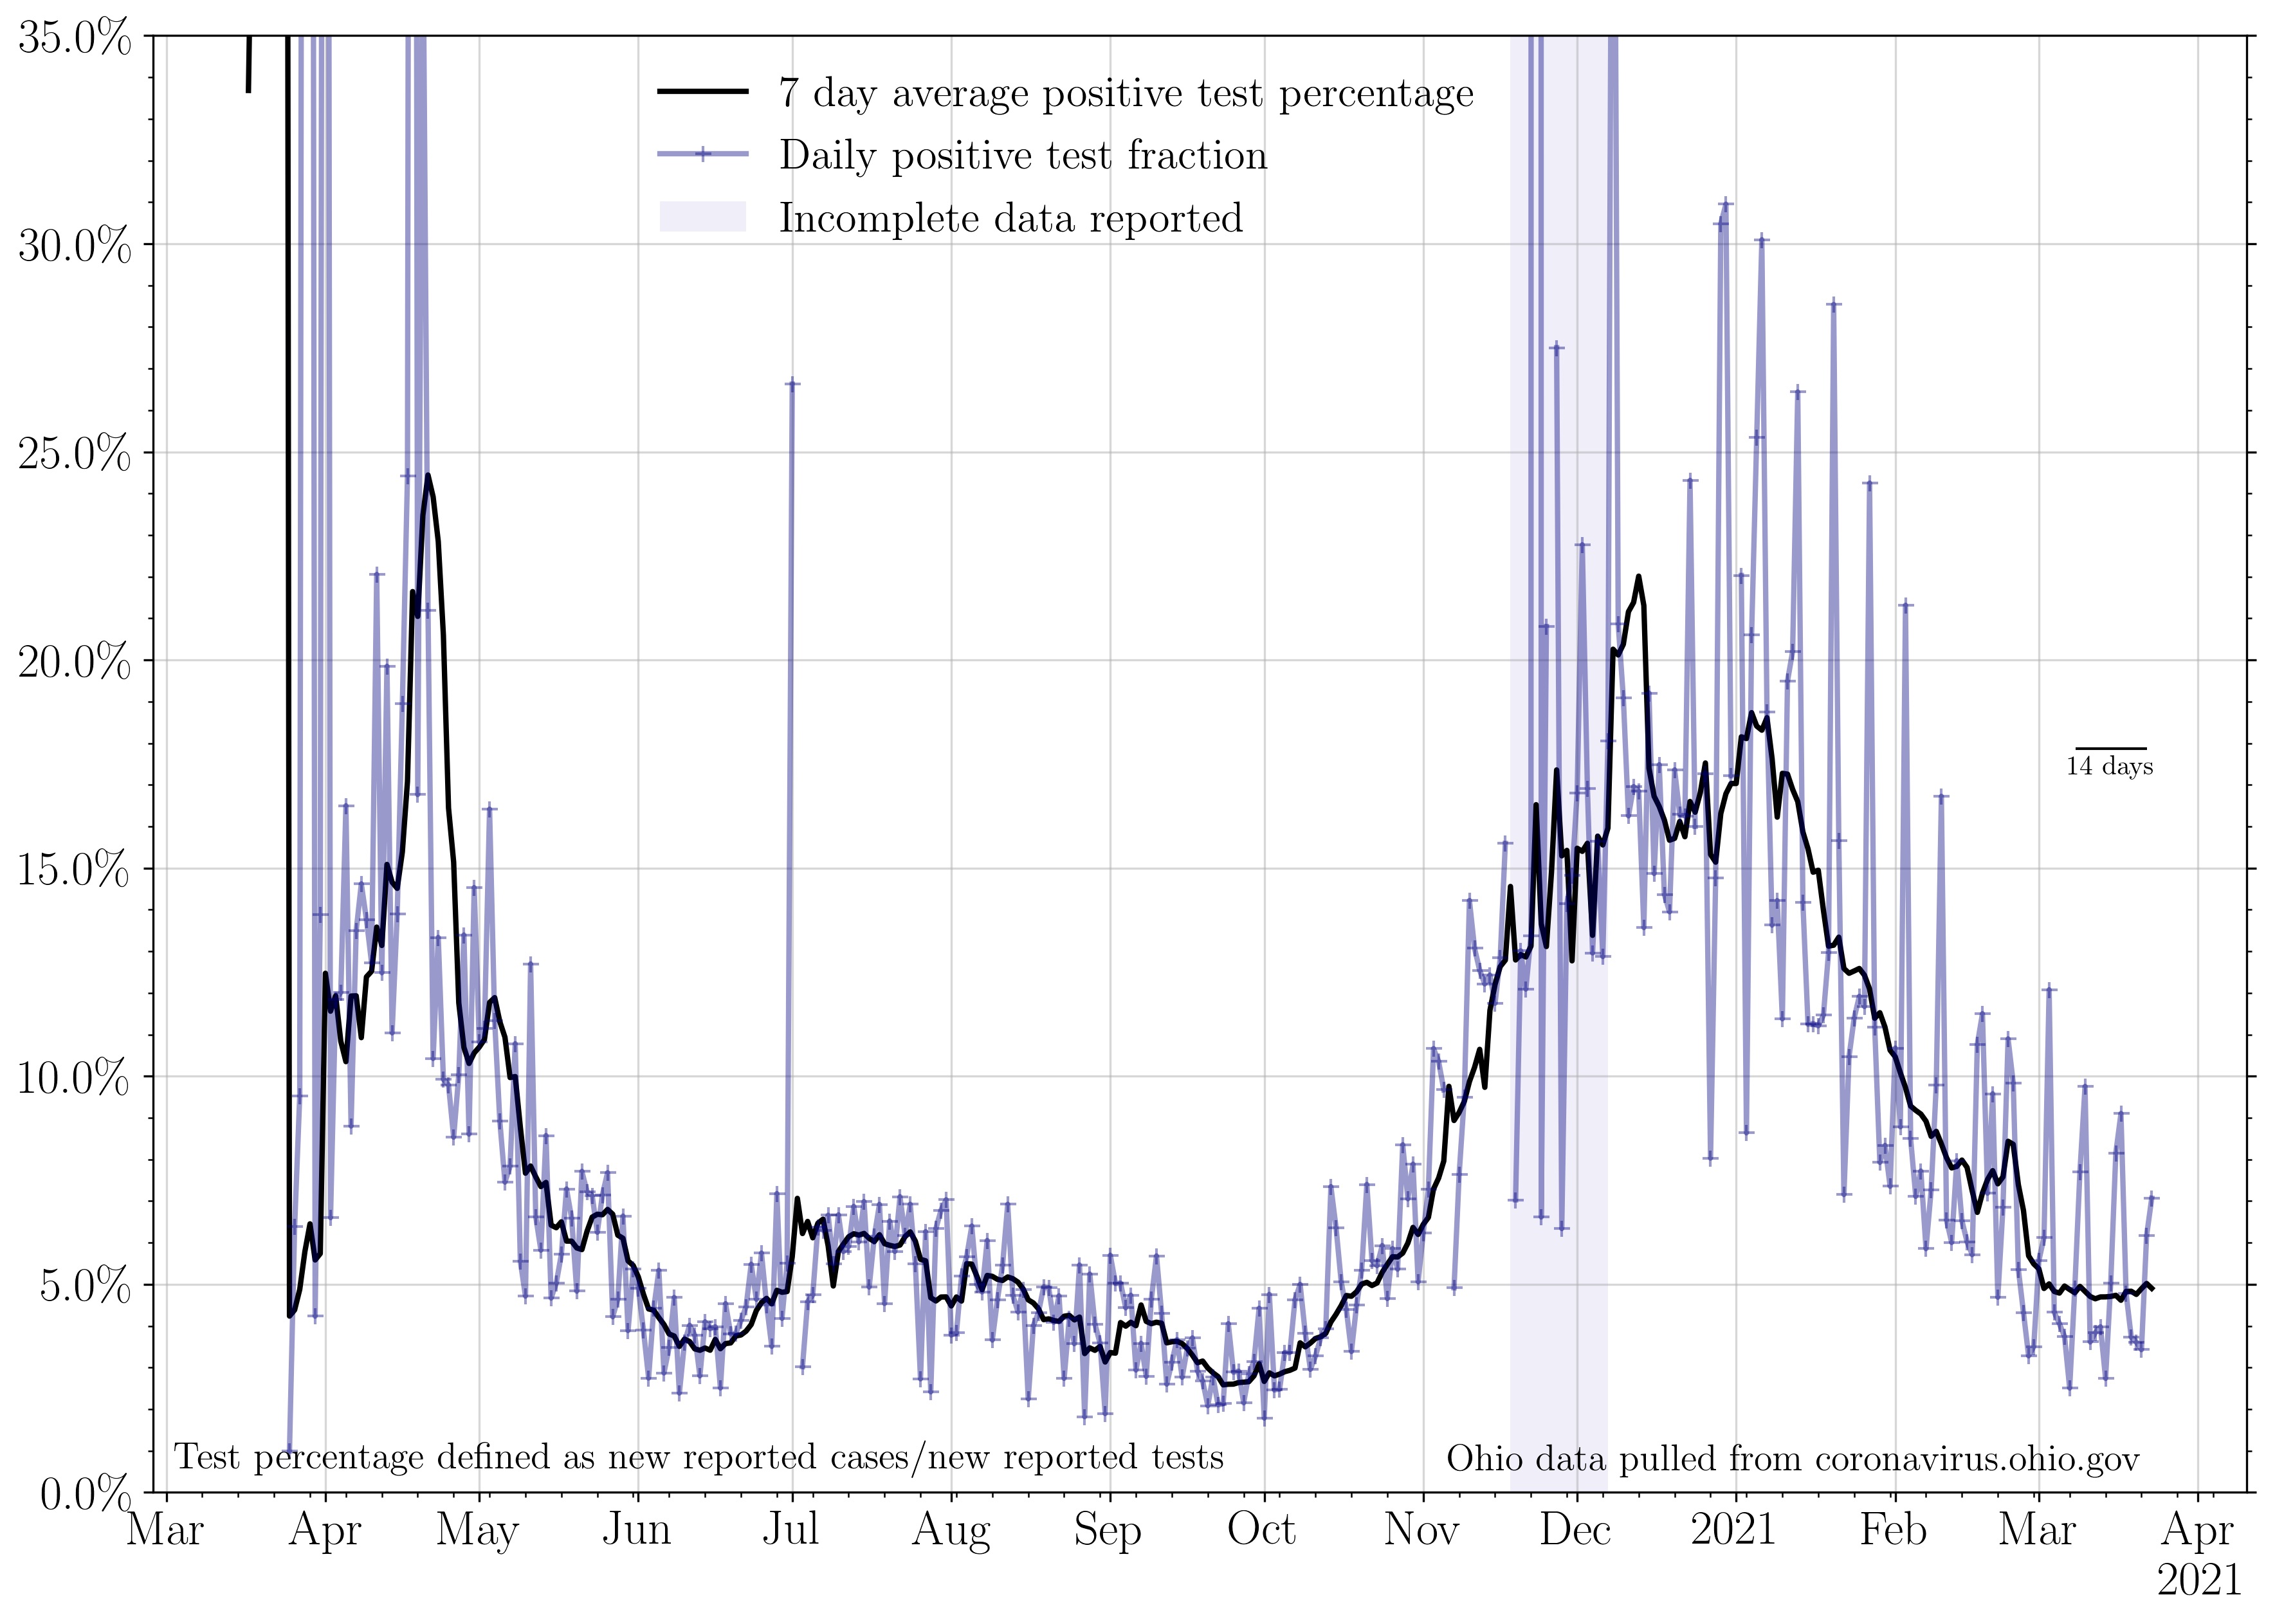 35.0%
30.0%
25.0%
20.0%
15.0%
10.0%
5.0%
0.0%
7 day average positive test percentage
Daily positive test fraction
Incomplete data reported
14 days
Test percentage defined as new reported cases/new reported tests
Ohio data pulled from coronavirus.ohio.gov
Mar Apr May Jun Jul Aug Sep Oct Nov Dec 2021 Feb Mar Apr
2021